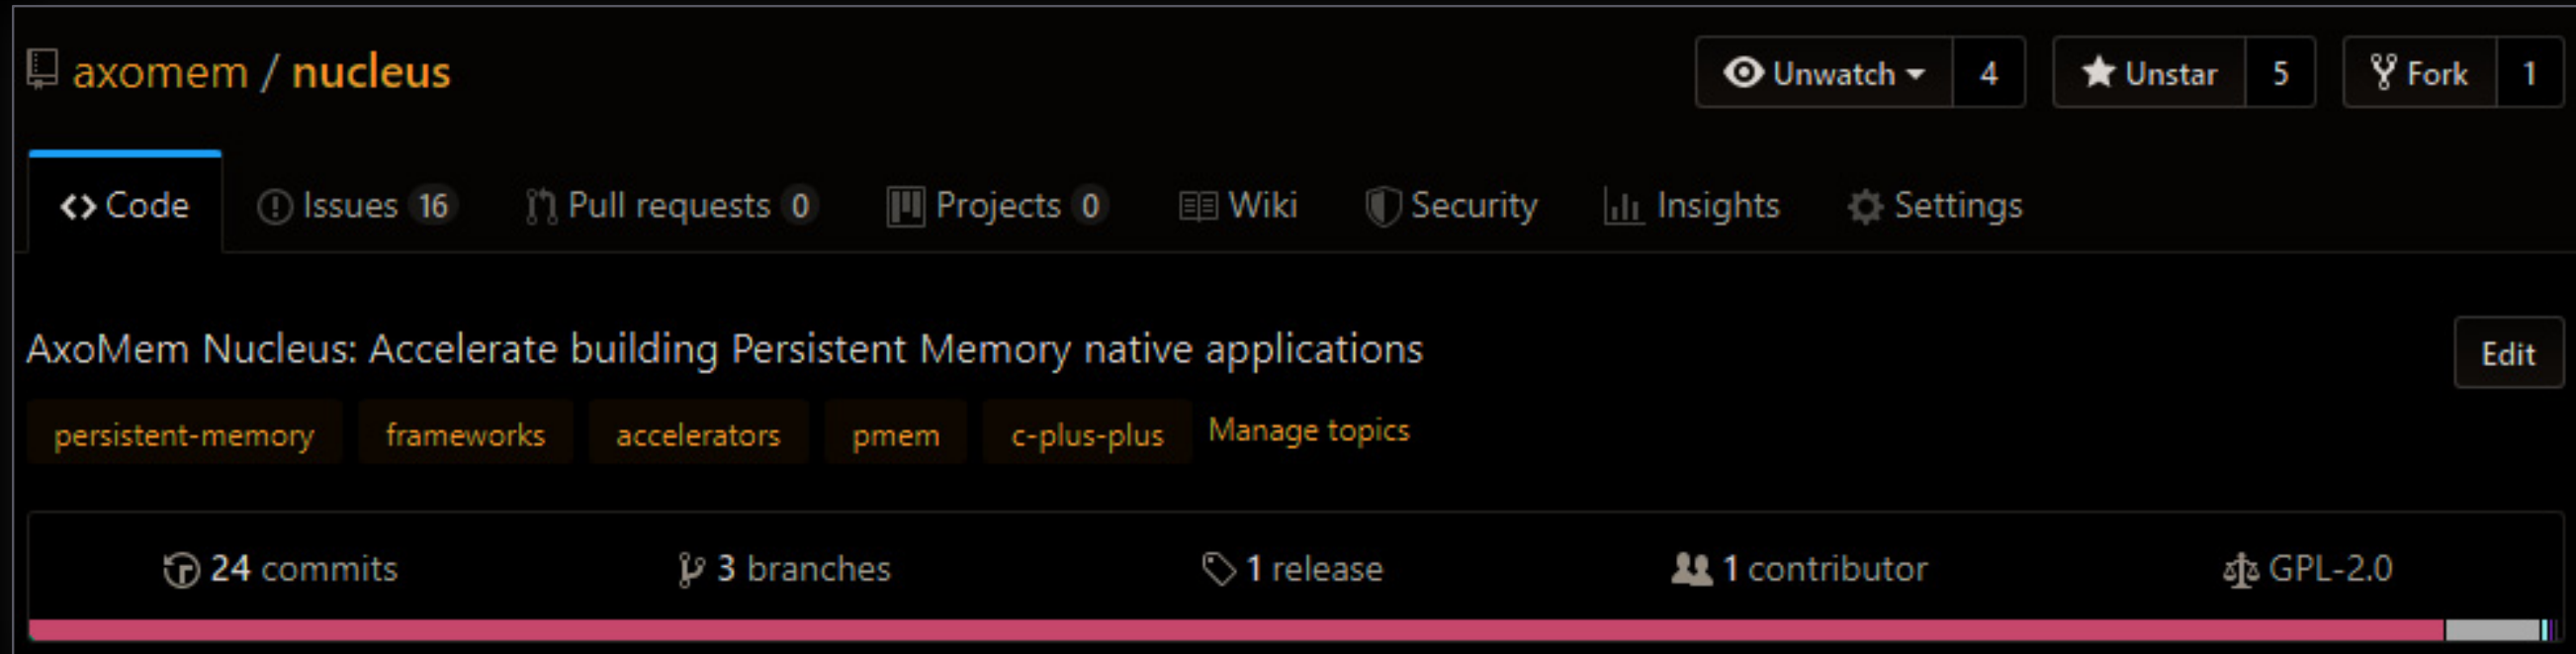 axomem / nucleus Unwatch 4 Unstar 5 Fork 1
Code Issues 16 Pull requests 0 Projects 0 Wiki Security Insights Settings
AxoMem Nucleus: Accelerate building Persistent Memory native applications Edit
persistent-memory frameworks accelerators pmem c-plus-plus Manage topics
24 commits 3 branches 1 release 1 contributor GPL-2.0